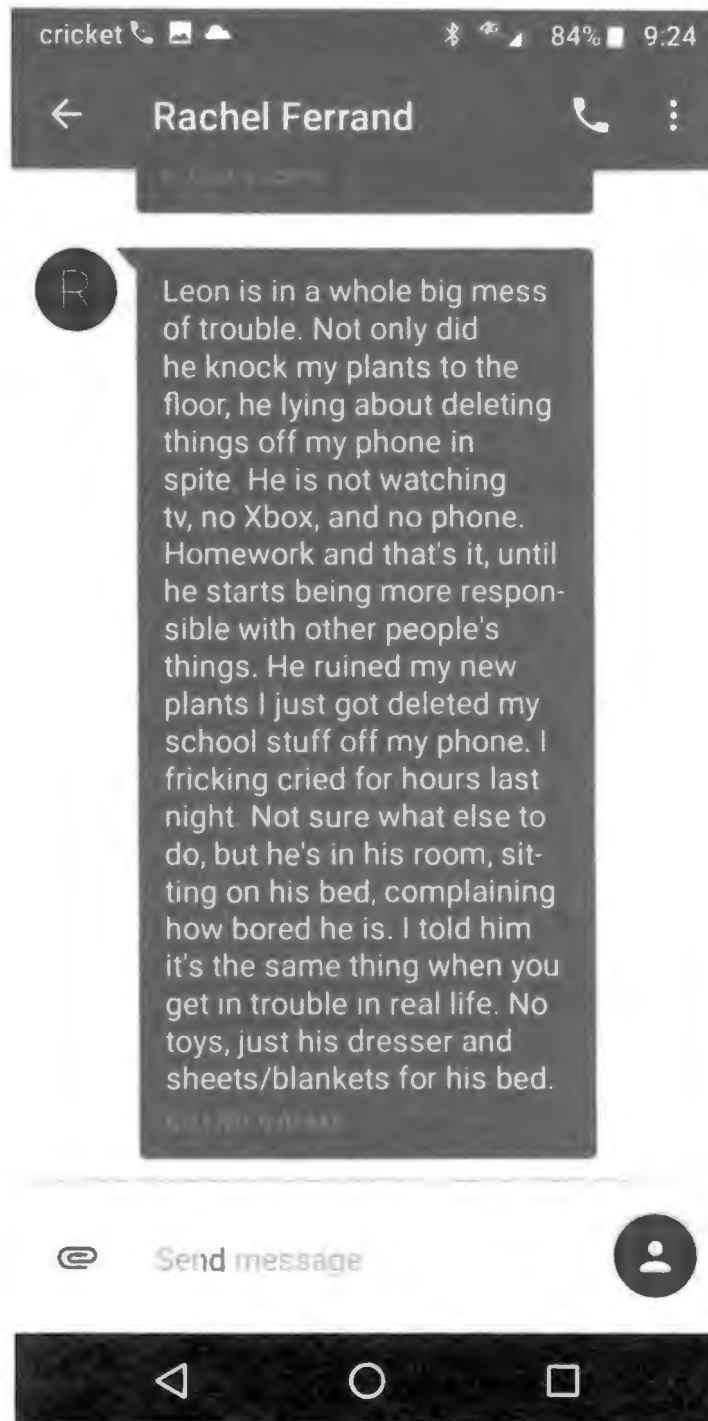 cricket 84% 9:24
Rachel Ferrand
R
Leon is in a whole big mess
of trouble. Not only did
he knock my plants to the
floor, he lying about deleting
things off my phone in
spite He is not watching
tv, no Xbox, and no phone.
Homework and that's it, until
he starts being more respon-
sible with other people's
things. He ruined my new
plants I just got deleted my
school stuff off my phone. I
fricking cried for hours last
night Not sure what else to
do, but he's in his room, sit-
ting on his bed, complaining
how bored he is. I told him
it's the same thing when you
get in trouble in real life. No
toys, just his dresser and
sheets/blankets for his bed.
Send message